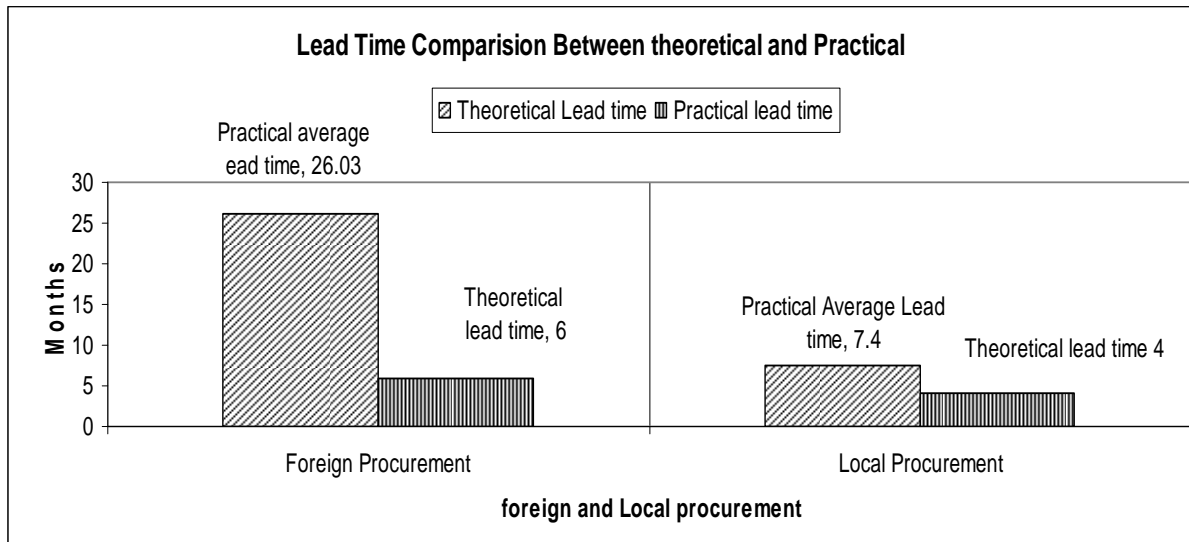 Lead Time Comparision Between theoretical and Practical
Theoretical Lead time Practical lead time
Practical average
ead time, 26.03
Theoretical
lead time, 6
Practical Average Lead
time, 7.4
Theoretical lead time 4
30
25
20
15
10
5
0
Months
Foreign Procurement
Local Procurement
foreign and Local procurement